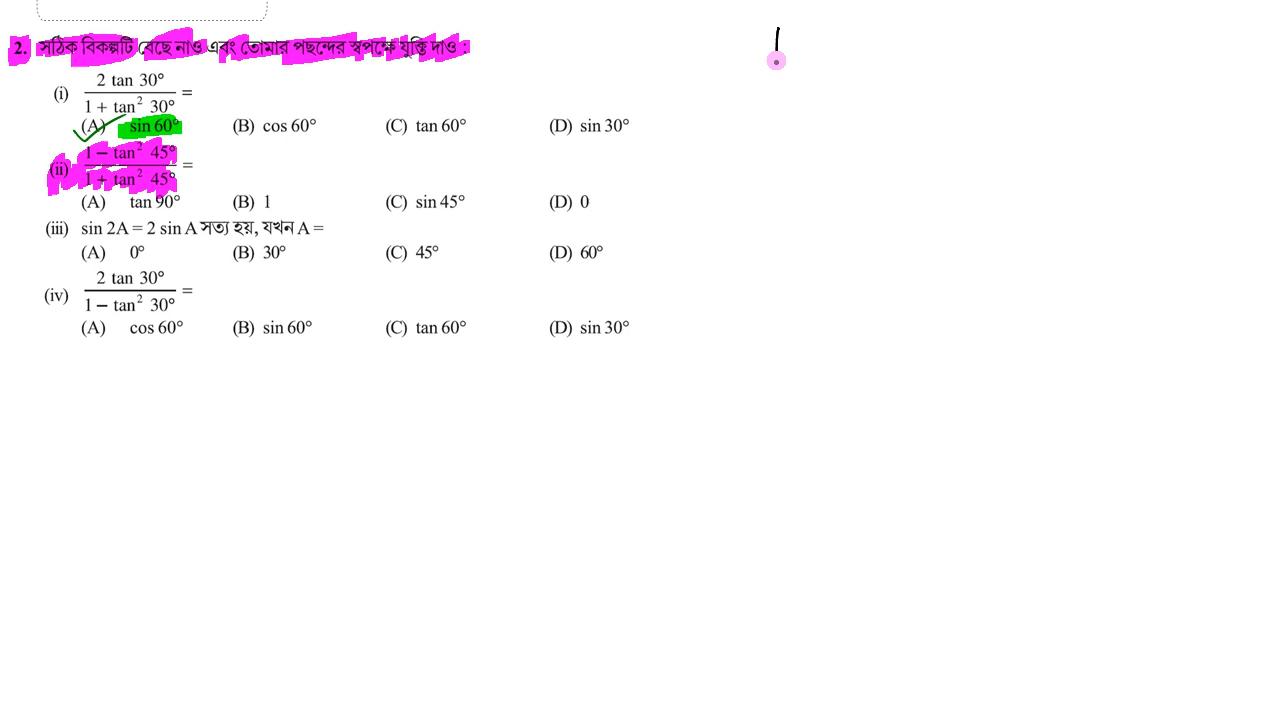 2. সঠিক বিকল্পটি বেছে নাও এবং তোমার পছন্দের স্বপক্ষে যুক্তি দাও :
(i) 2 tan 30° / 1 + tan² 30° =
(A) sin 60° (B) cos 60° (C) tan 60° (D) sin 30°
(ii) 1 − tan² 45° / 1 + tan² 45° =
(A) tan 90° (B) 1 (C) sin 45° (D) 0
(iii) sin 2A = 2 sin A সত্য হয়, যখন A =
(A) 0° (B) 30° (C) 45° (D) 60°
(iv) 2 tan 30° / 1 − tan² 30° =
(A) cos 60° (B) sin 60° (C) tan 60° (D) sin 30°